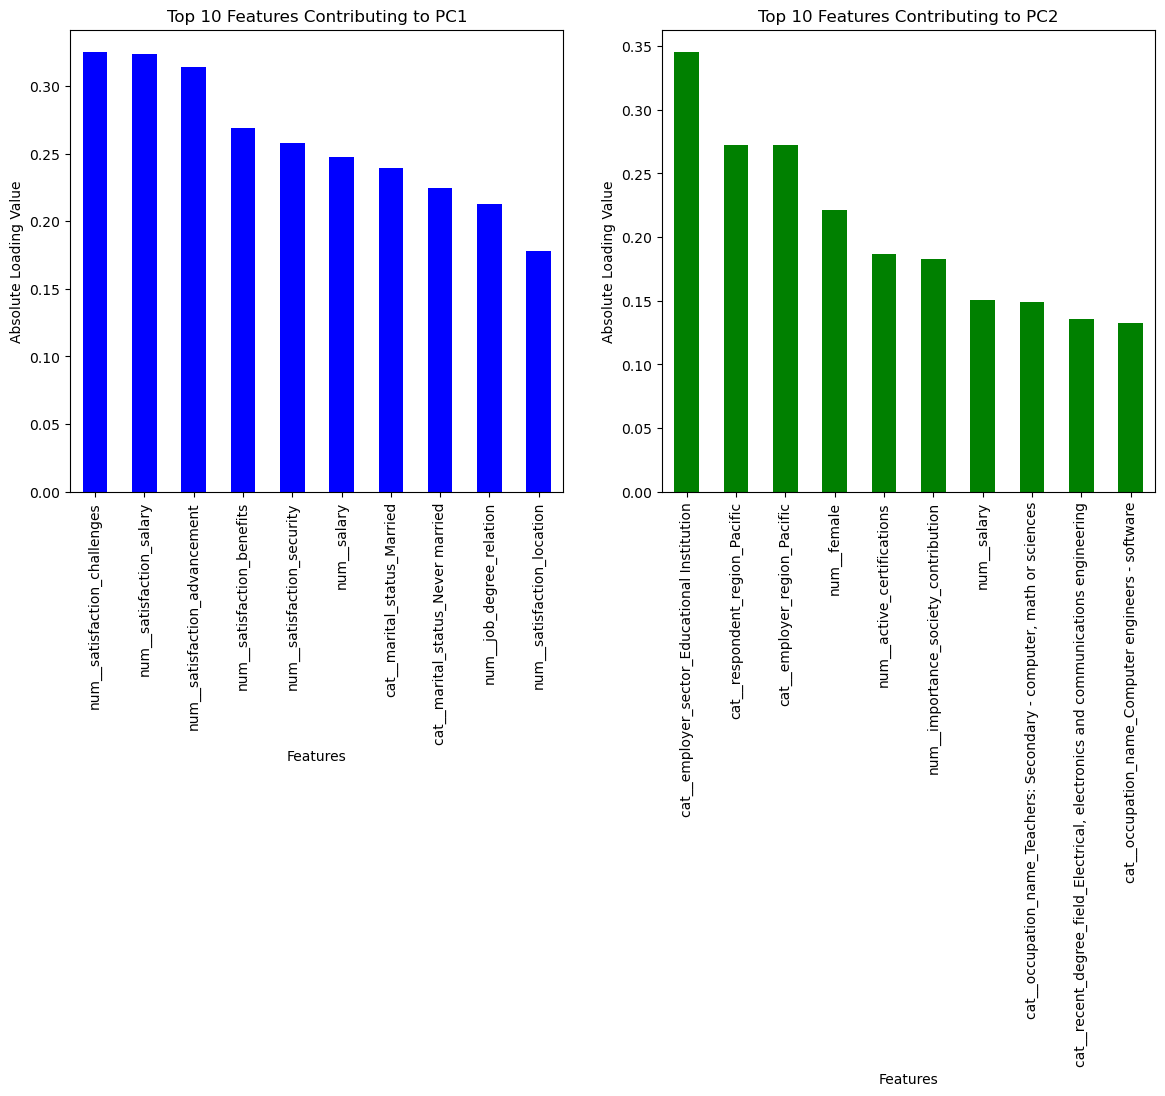 Top 10 Features Contributing to PC1
Absolute Loading Value
0.30
0.25
0.20
0.15
0.10
0.05
0.00
num__satisfaction_challenges
num__satisfaction_salary
num__satisfaction_advancement
num__satisfaction_benefits
num__satisfaction_security
num__salary
cat__marital_status_Married
cat__marital_status_Never married
num__job_degree_relation
num__satisfaction_location
Features
Top 10 Features Contributing to PC2
Absolute Loading Value
0.35
0.30
0.25
0.20
0.15
0.10
0.05
0.00
cat__employer_sector_Educational Institution
cat__respondent_region_Pacific
cat__employer_region_Pacific
num__female
num__active_certifications
num__importance_society_contribution
num__salary
cat__occupation_name_Teachers: Secondary - computer, math or sciences
cat__recent_degree_field_Electrical, electronics and communications engineering
cat__occupation_name_Computer engineers - software
Features